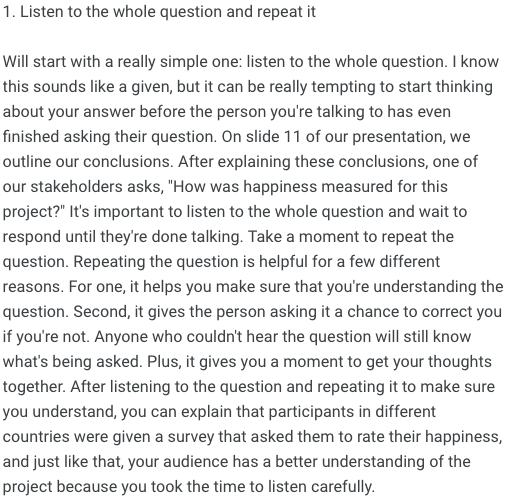 1. Listen to the whole question and repeat it
Will start with a really simple one: listen to the whole question. I know
this sounds like a given, but it can be really tempting to start thinking
about your answer before the person you're talking to has even
finished asking their question. On slide 11 of our presentation, we
outline our conclusions. After explaining these conclusions, one of
our stakeholders asks, "How was happiness measured for this
project?" It's important to listen to the whole question and wait to
respond until they're done talking. Take a moment to repeat the
question. Repeating the question is helpful for a few different
reasons. For one, it helps you make sure that you're understanding the
question. Second, it gives the person asking it a chance to correct you
if you're not. Anyone who couldn't hear the question will still know
what's being asked. Plus, it gives you a moment to get your thoughts
together. After listening to the question and repeating it to make sure
you understand, you can explain that participants in different
countries were given a survey that asked them to rate their happiness,
and just like that, your audience has a better understanding of the
project because you took the time to listen carefully.